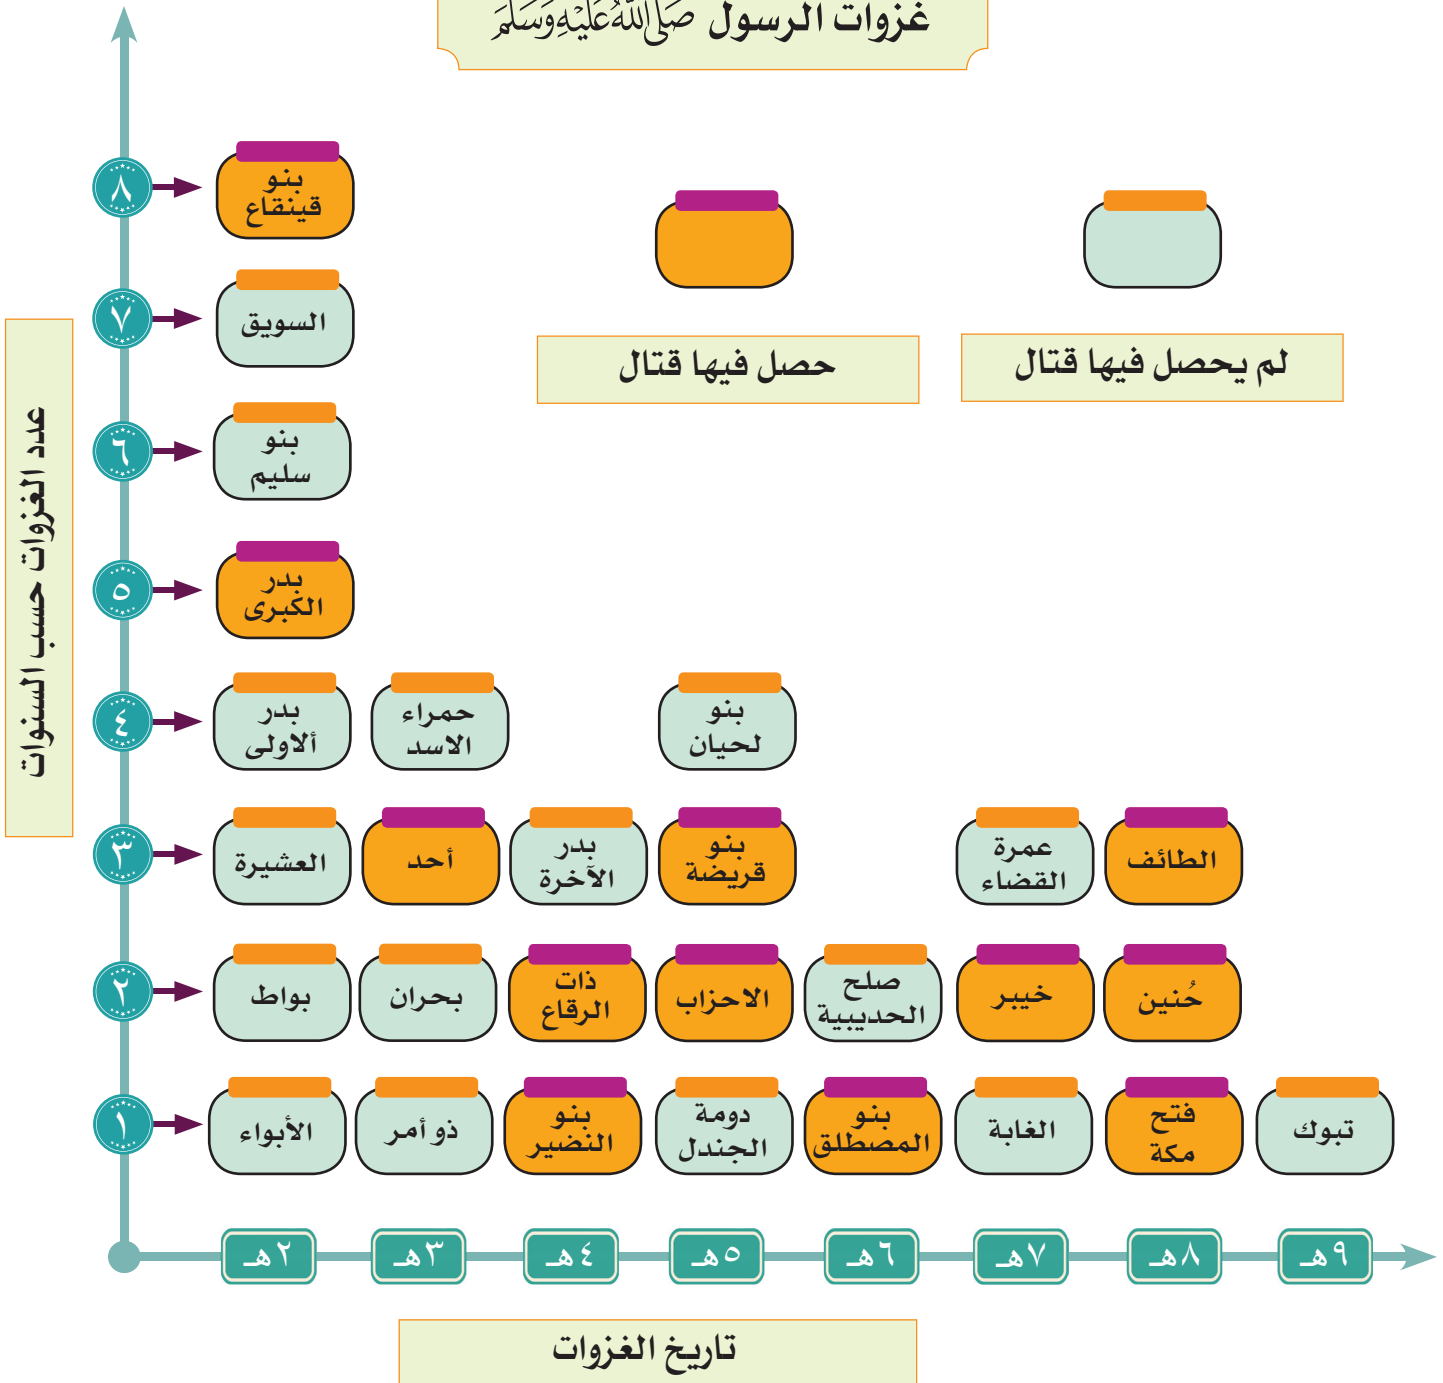 غزوات الرسول صَلَّى اللَّهُ عَلَيْهِ وَسَلَّمَ
٨
بنو
قينقاع
لم يحصل فيها قتال
حصل فيها قتال
٧
السويق
٦
بنو
سليم
٥
بدر
الكبرى
عدد الغزوات حسب السنوات
٤
بدر
ألاولى
حمراء
الاسد
بنو
لحيان
٣
العشيرة
أحد
بدر
الآخرة
بنو
قريضة
عمرة
القضاء
الطائف
٢
بواط
بحران
ذات
الرقاع
الاحزاب
صلح
الحديبية
خيبر
حُنين
١
الأبواء
ذو أمر
بنو
النضير
دومة
الجندل
بنو
المصطلق
الغابة
فتح
مكة
تبوك
٢هـ
٣هـ
٤هـ
٥هـ
٦هـ
٧هـ
٨هـ
٩هـ
تاريخ الغزوات